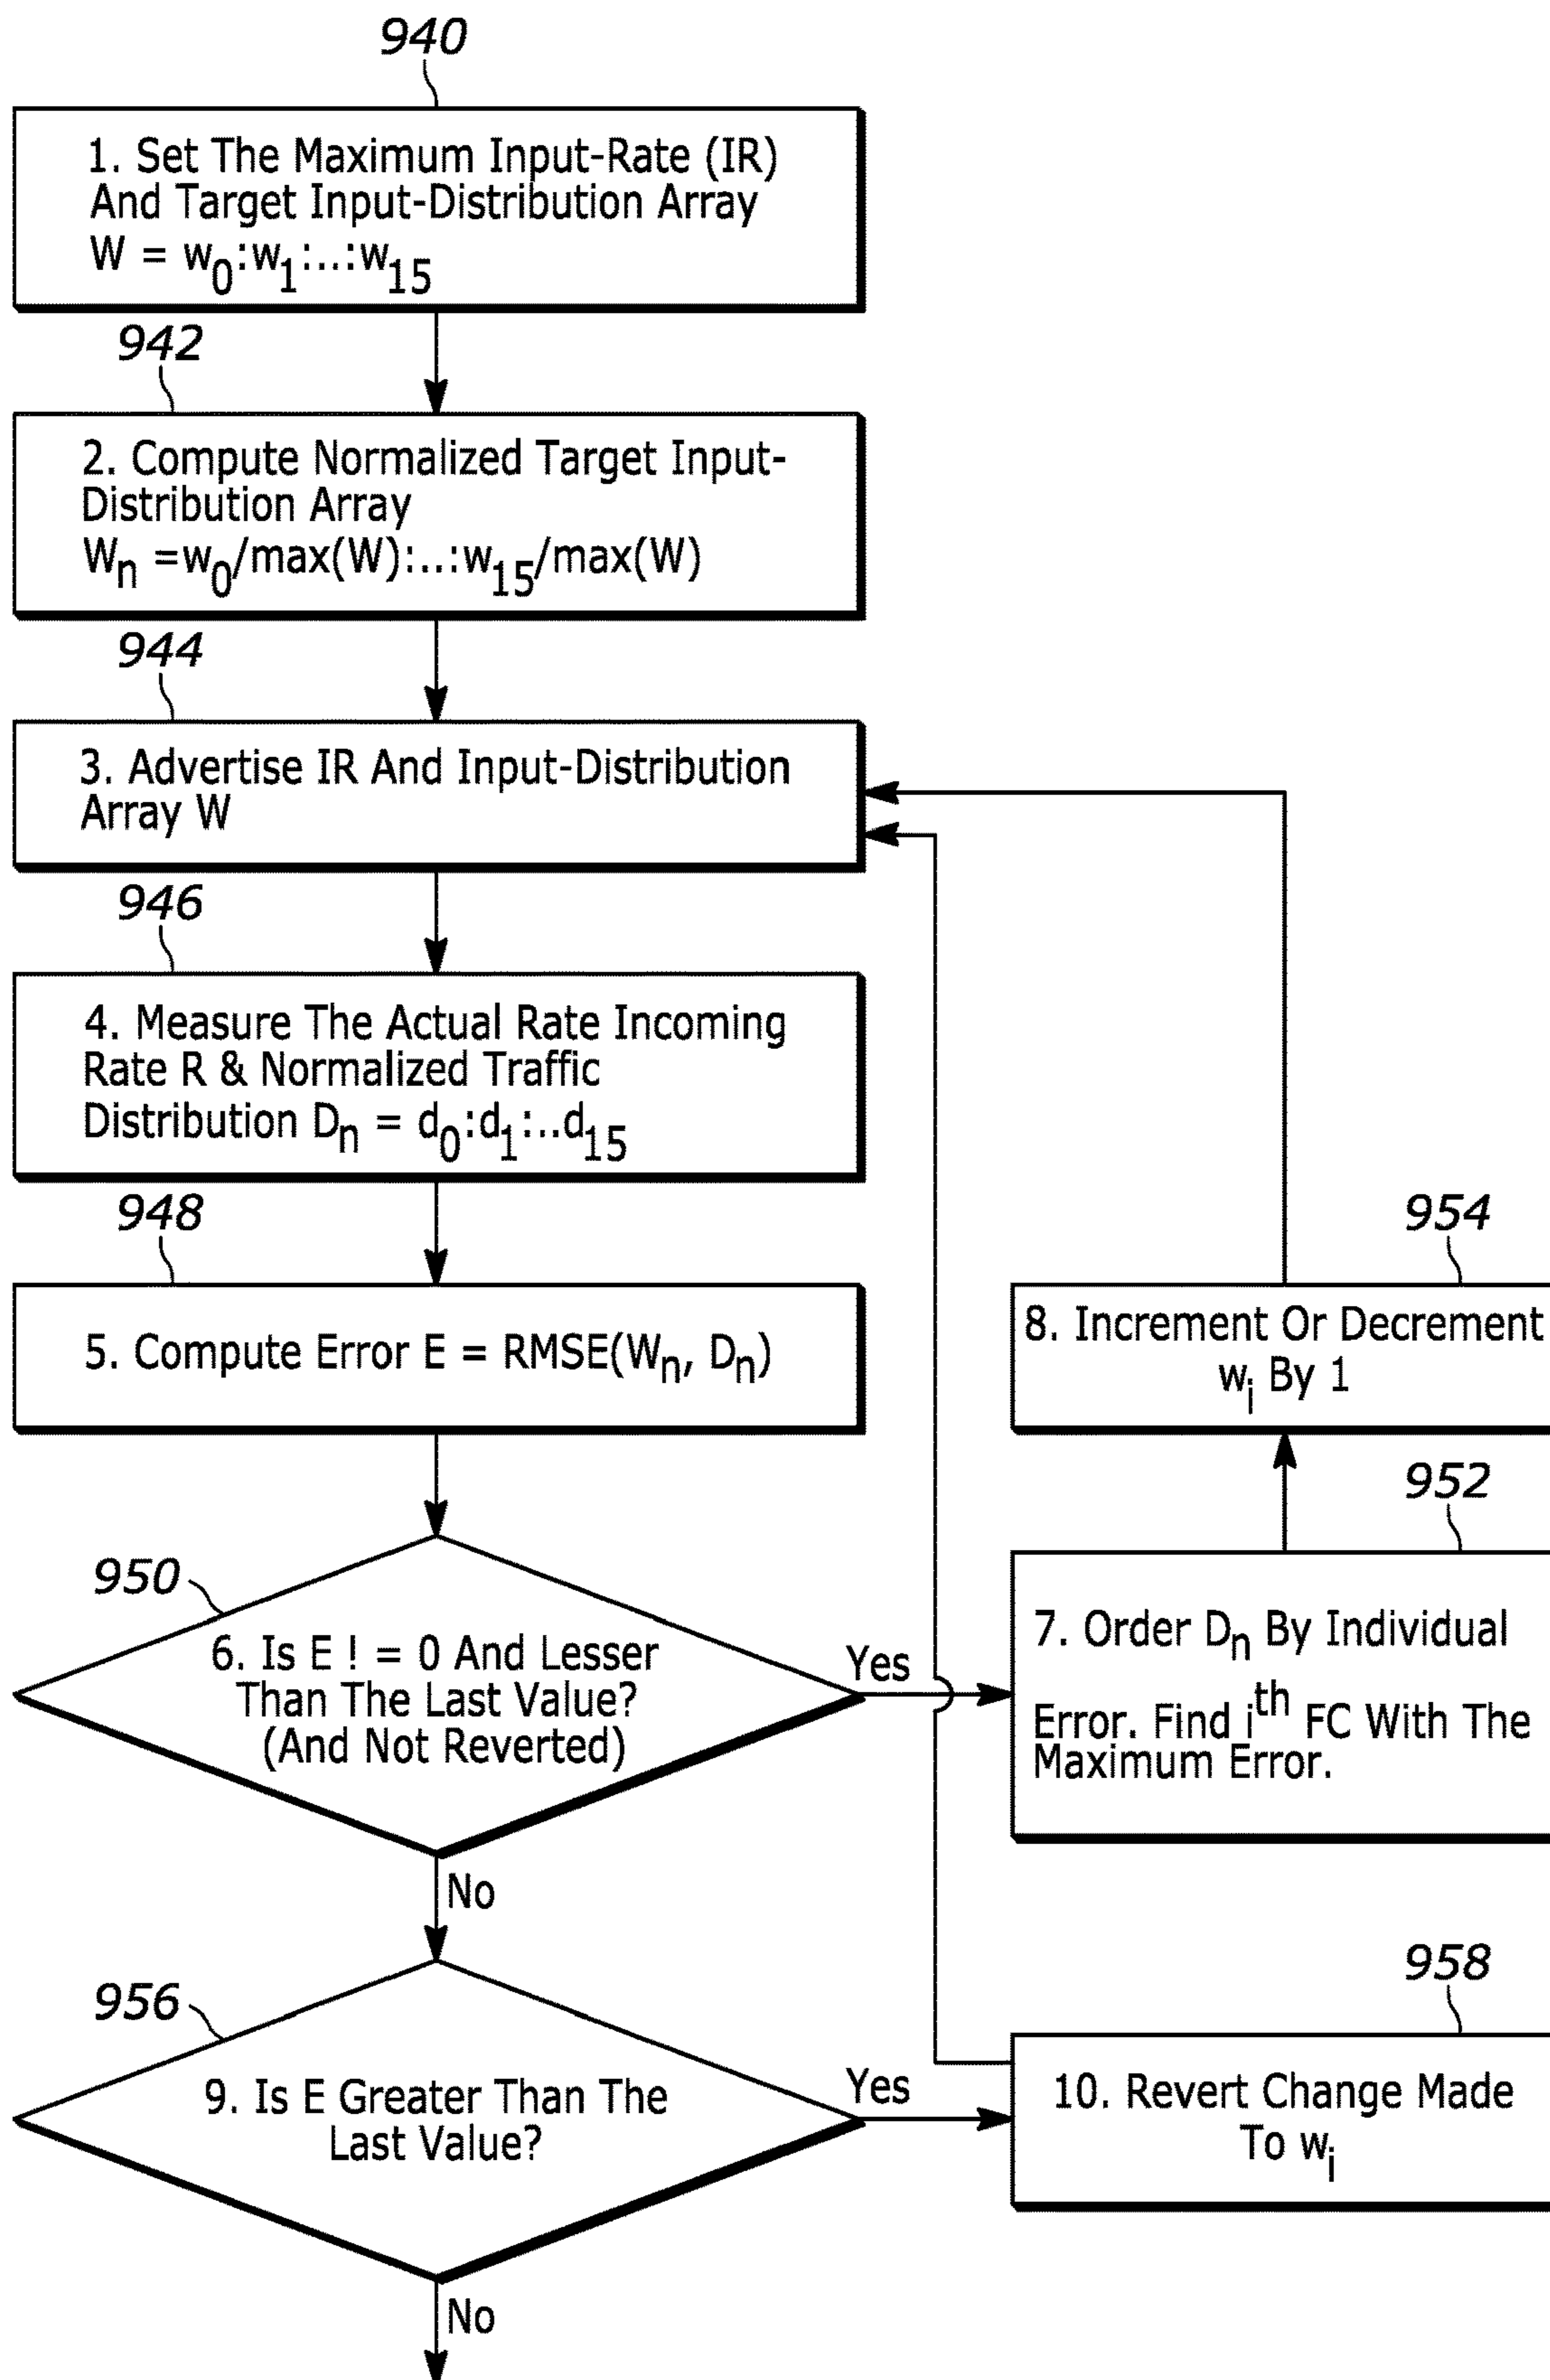 940
1. Set The Maximum Input-Rate (IR)
And Target Input-Distribution Array
W = w0:w1:..:w15
942
2. Compute Normalized Target Input-
Distribution Array
Wn =w0/max(W):..:w15/max(W)
944
3. Advertise IR And Input-Distribution
Array W
946
4. Measure The Actual Rate Incoming
Rate R & Normalized Traffic
Distribution Dn = d0:d1:..d15
948
5. Compute Error E = RMSE(Wn, Dn)
954
8. Increment Or Decrement
wi By 1
952
7. Order Dn By Individual
Error. Find ith FC With The
Maximum Error.
950
6. Is E ! = 0 And Lesser
Than The Last Value?
(And Not Reverted)
Yes
No
956
9. Is E Greater Than The
Last Value?
Yes
958
10. Revert Change Made
To wi
No